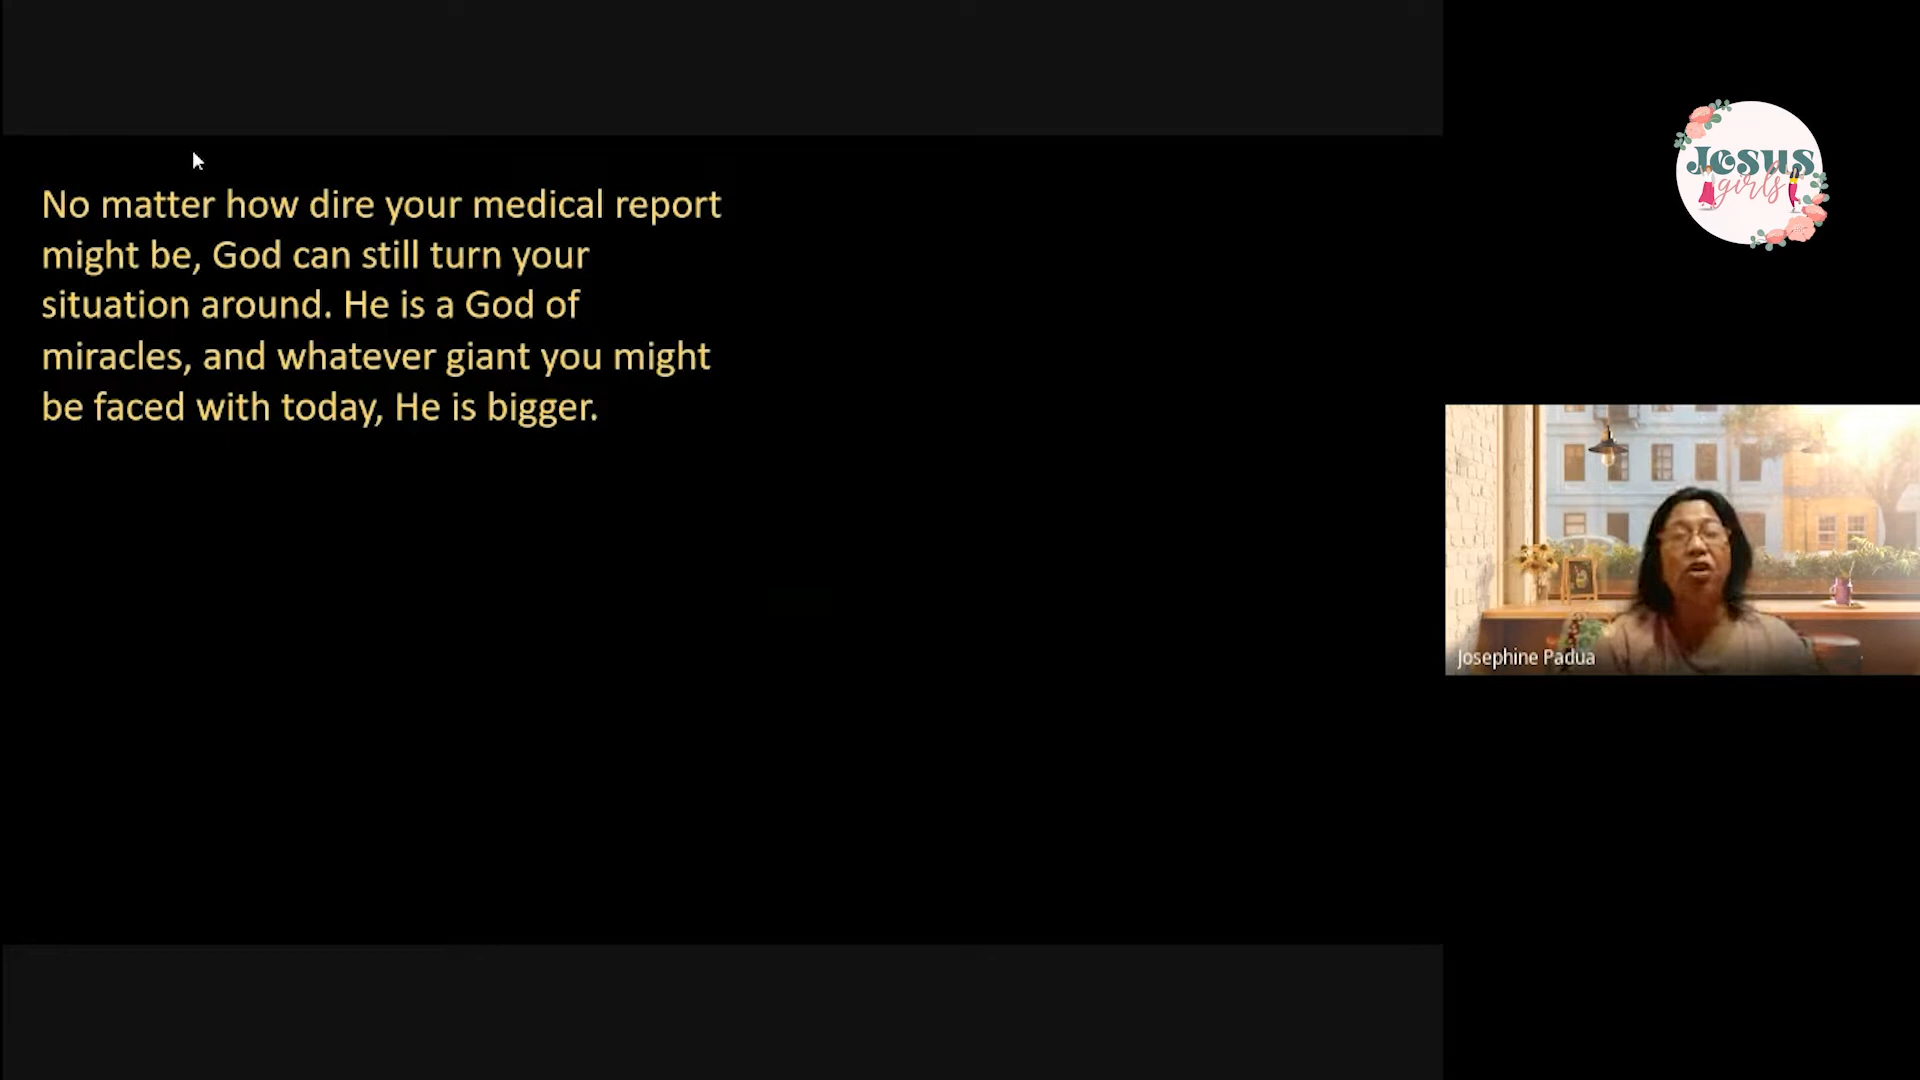 No matter how dire your medical report
might be, God can still turn your
situation around. He is a God of
miracles, and whatever giant you might
be faced with today, He is bigger.
Jesus
girls
Josephine Padua